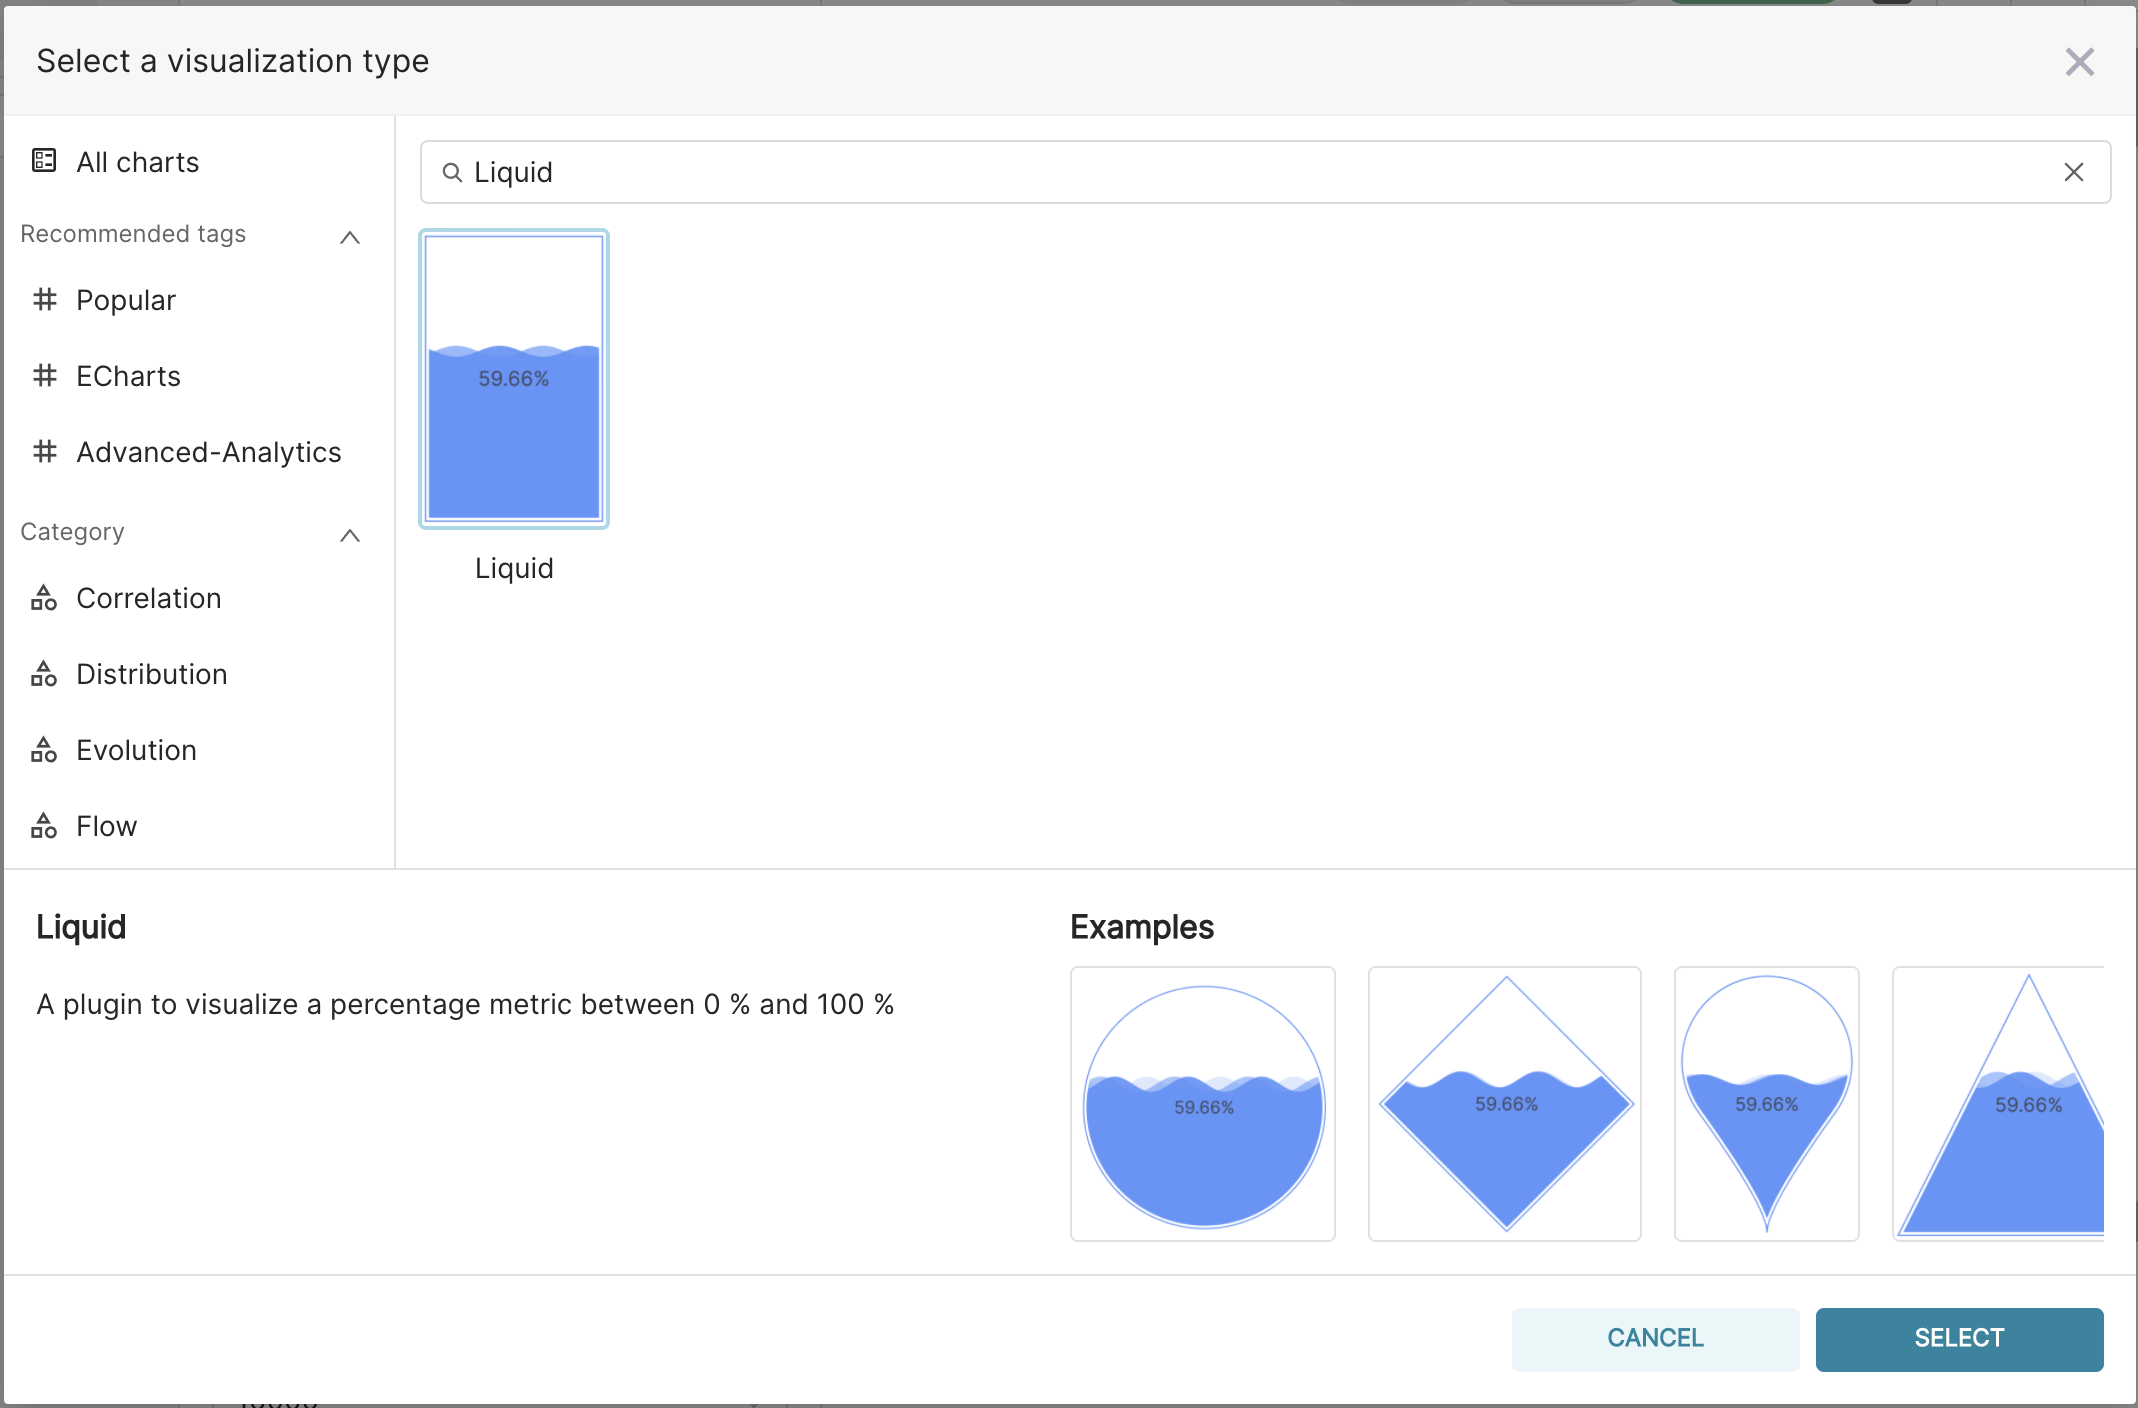 Select a visualization type
All charts
Recommended tags
Popular
ECharts
Advanced-Analytics
Category
Correlation
Distribution
Evolution
Flow
Liquid
59.66%
Liquid
Liquid
A plugin to visualize a percentage metric between 0 % and 100 %
Examples
59.66%
59.66%
59.66%
59.66%
CANCEL
SELECT